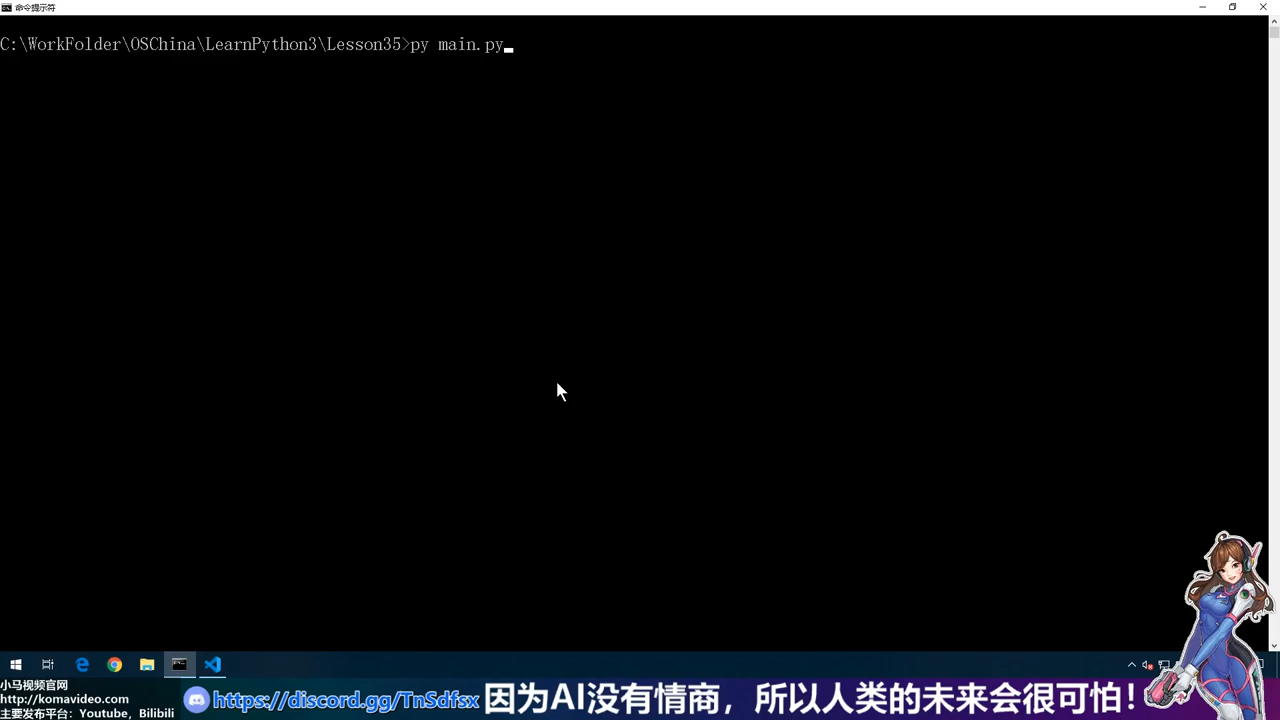 命令提示符
C:\WorkFolder\OSChina\LearnPython3\Lesson35>py main.py
小马视频官网
http://komavideo.com
主要发布平台：Youtube, Bilibili
https://discord.gg/TnSdfsx
因为AI没有情商，所以人类的未来会很可怕！